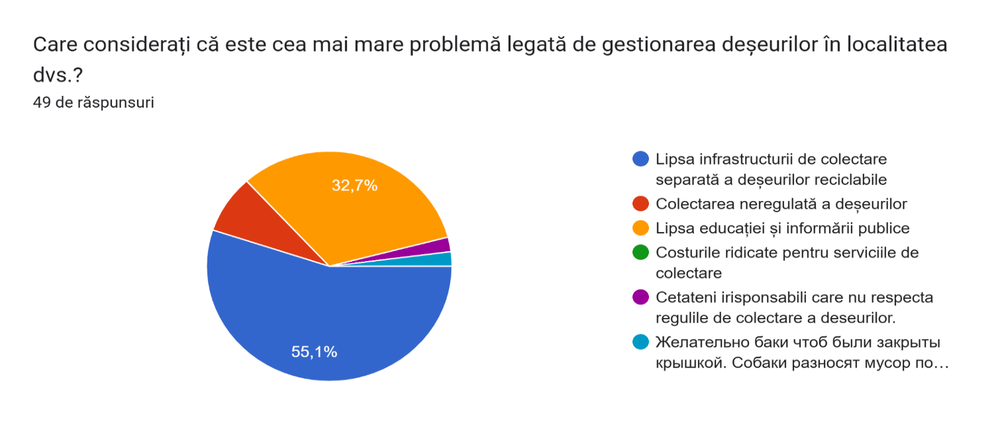 Care considerați că este cea mai mare problemă legată de gestionarea deșeurilor în localitatea
dvs.?
49 de răspunsuri
32,7%
55,1%
Lipsa infrastructurii de colectare
separată a deșeurilor reciclabile
Colectarea neregulată a deșeurilor
Lipsa educației și informării publice
Costurile ridicate pentru serviciile de
colectare
Cetateni irisponsabili care nu respecta
regulile de colectare a deseurilor.
Желательно баки чтоб были закрыты
крышкой. Собаки разносят мусор по…